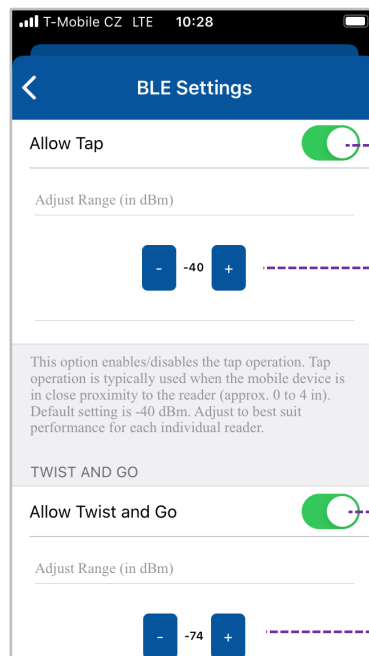 T-Mobile CZ LTE 10:28
BLE Settings
Allow Tap
Adjust Range (in dBm)
- -40 +
This option enables/disables the tap operation. Tap
operation is typically used when the mobile device is
in close proximity to the reader (approx. 0 to 4 in).
Default setting is -40 dBm. Adjust to best suit
performance for each individual reader.
TWIST AND GO
Allow Twist and Go
Adjust Range (in dBm)
- -74 +